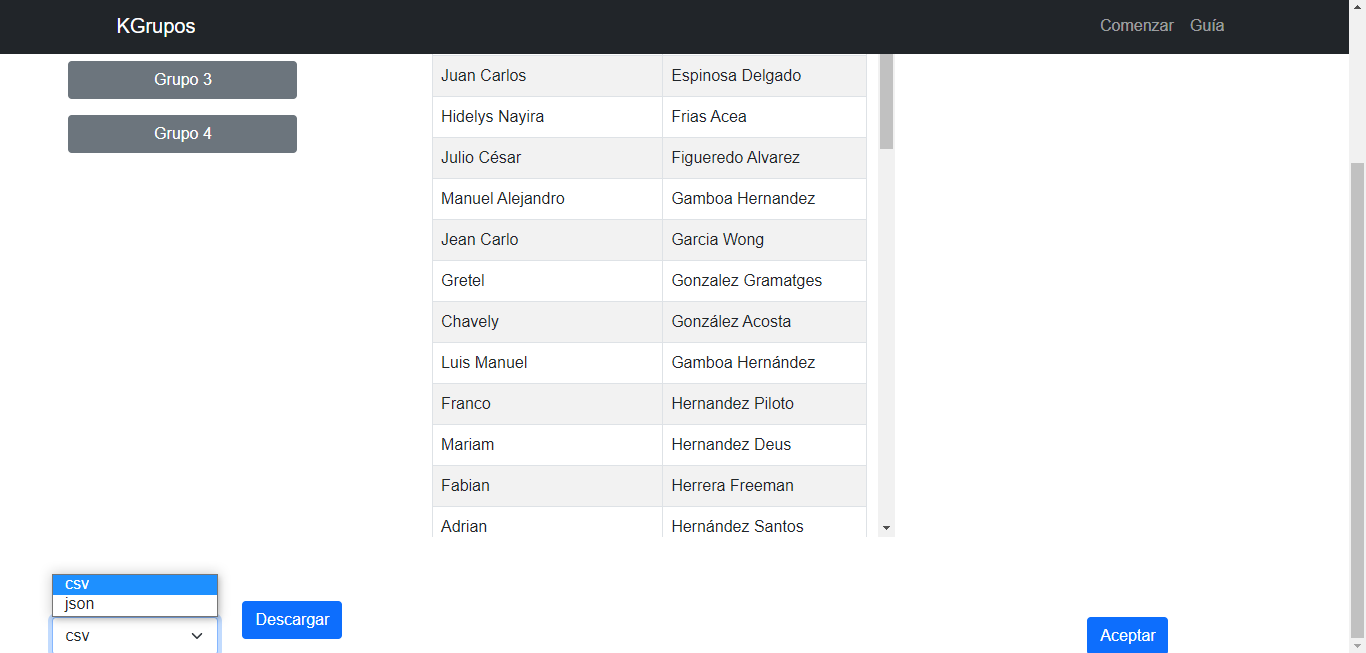 KGrupos Comenzar Guía
Grupo 3
Grupo 4
Juan Carlos Espinosa Delgado
Hidelys Nayira Frias Acea
Julio César Figueredo Alvarez
Manuel Alejandro Gamboa Hernandez
Jean Carlo Garcia Wong
Gretel Gonzalez Gramatges
Chavely González Acosta
Luis Manuel Gamboa Hernández
Franco Hernandez Piloto
Mariam Hernandez Deus
Fabian Herrera Freeman
Adrian Hernández Santos
csv
json
csv
Descargar
Aceptar